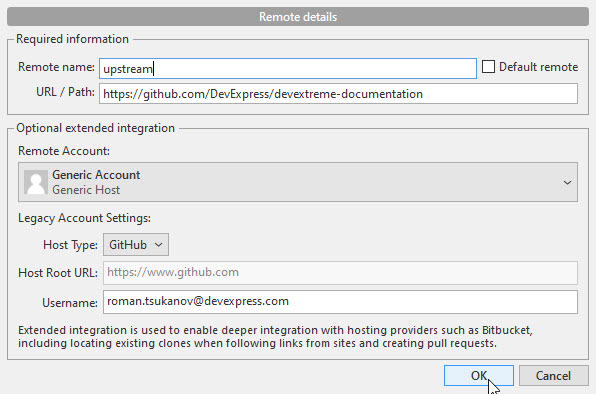 Remote details
Required information
Remote name: upstream Default remote
URL / Path: https://github.com/DevExpress/devextreme-documentation
Optional extended integration
Remote Account:
Generic Account
Generic Host
Legacy Account Settings:
Host Type: GitHub
Host Root URL: https://www.github.com
Username: roman.tsukanov@devexpress.com
Extended integration is used to enable deeper integration with hosting providers such as Bitbucket,
including locating existing clones when following links from sites and creating pull requests.
OK Cancel